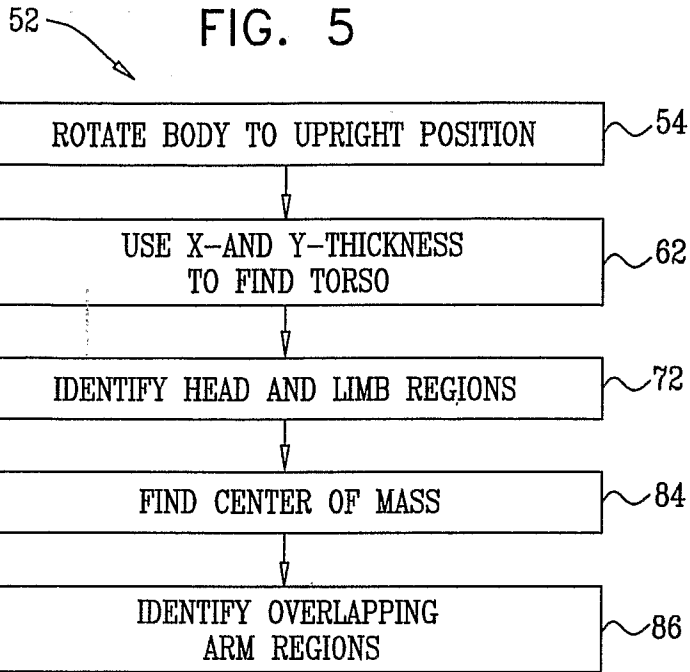 52
FIG. 5
ROTATE BODY TO UPRIGHT POSITION
54
USE X-AND Y-THICKNESS
TO FIND TORSO
62
IDENTIFY HEAD AND LIMB REGIONS
72
FIND CENTER OF MASS
84
IDENTIFY OVERLAPPING
ARM REGIONS
86